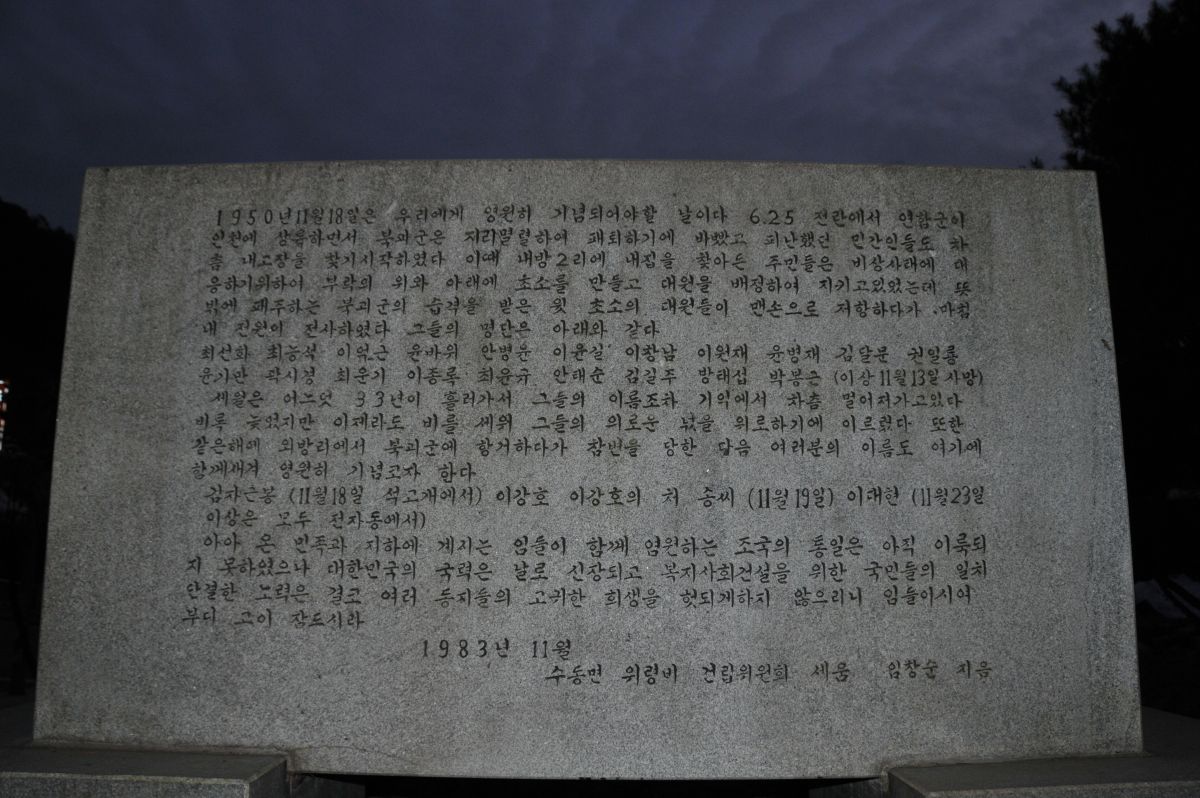 1950년11월18일은 우리에게 영원히 기념되어야할 날이다 6.25 전란에서 연합군이
인천에 상륙하면서 북괴군은 지리멸렬하여 패퇴하기에 바빴고 피난했던 민간인들도 차
츰 내고장을 찾기시작하였다 이때 내방2리에 내집을 찾아든 주민들은 비상사태에 대
응하기위하여 부락의 위와 아래에 초소를 만들고 대원을 배정하여 지키고있었는데 뜻
밖에 패주하는 북괴군의 습격을 받은 윗 초소의 대원들이 맨손으로 저항하다가 마침
내 전원이 전사하였다 그들의 명단은 아래와 같다
최선화 최능석 이억근 윤바위 안병윤 이윤실 이창남 이원재 윤병재 김달문 권일룡
윤기만 곽시경 최운기 이종록 최윤규 안태순 김길주 방태섭 박봉근 (이상11월13일 사망)
세월은 어느덧 33년이 흘러가서 그들의 이름조차 기억에서 차츰 멀어져가고있다
비록 늦었지만 이제라도 비를 세워 그들의 의로운 넋을 위로하기에 이르렀다 또한
같은해에 외방리에서 북괴군에 항거하다가 참변을 당한 다음 여러분의 이름도 여기에
함께새겨 영원히 기념고자 한다
김자근봉 (11월18일 석고개에서) 이강호 이강호의 처 송씨 (11월19일) 이대현 (11월23일
이상은 모두 전자동에서)
아아 온 민족과 지하에 계시는 임들이 함께 염원하는 조국의 통일은 아직 이룩되
지 못하였으나 대한민국의 국력은 날로 신장되고 복지사회건설을 위한 국민들의 일치
단결한 노력은 결코 여러 동지들의 고귀한 희생을 헛되게하지 않으리니 임들이시여
부디 고이 잠드시라
1983년 11월
수동면 위령비 건립위원회 세움 임창순 지음